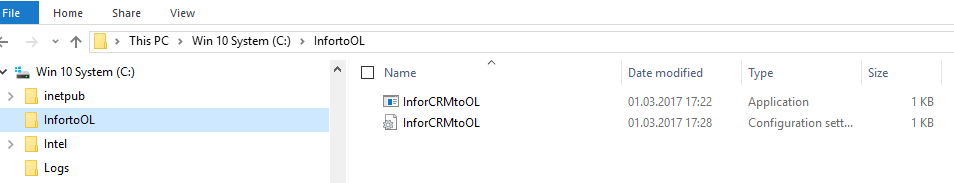 File Home Share View
This PC > Win 10 System (C:) > InfortoOL
Win 10 System (C:)
Name Date modified Type Size
inetpub
InforCRMtoOL 01.03.2017 17:22 Application 1 KB
InfortoOL
InforCRMtoOL 01.03.2017 17:28 Configuration sett... 1 KB
Intel
Logs